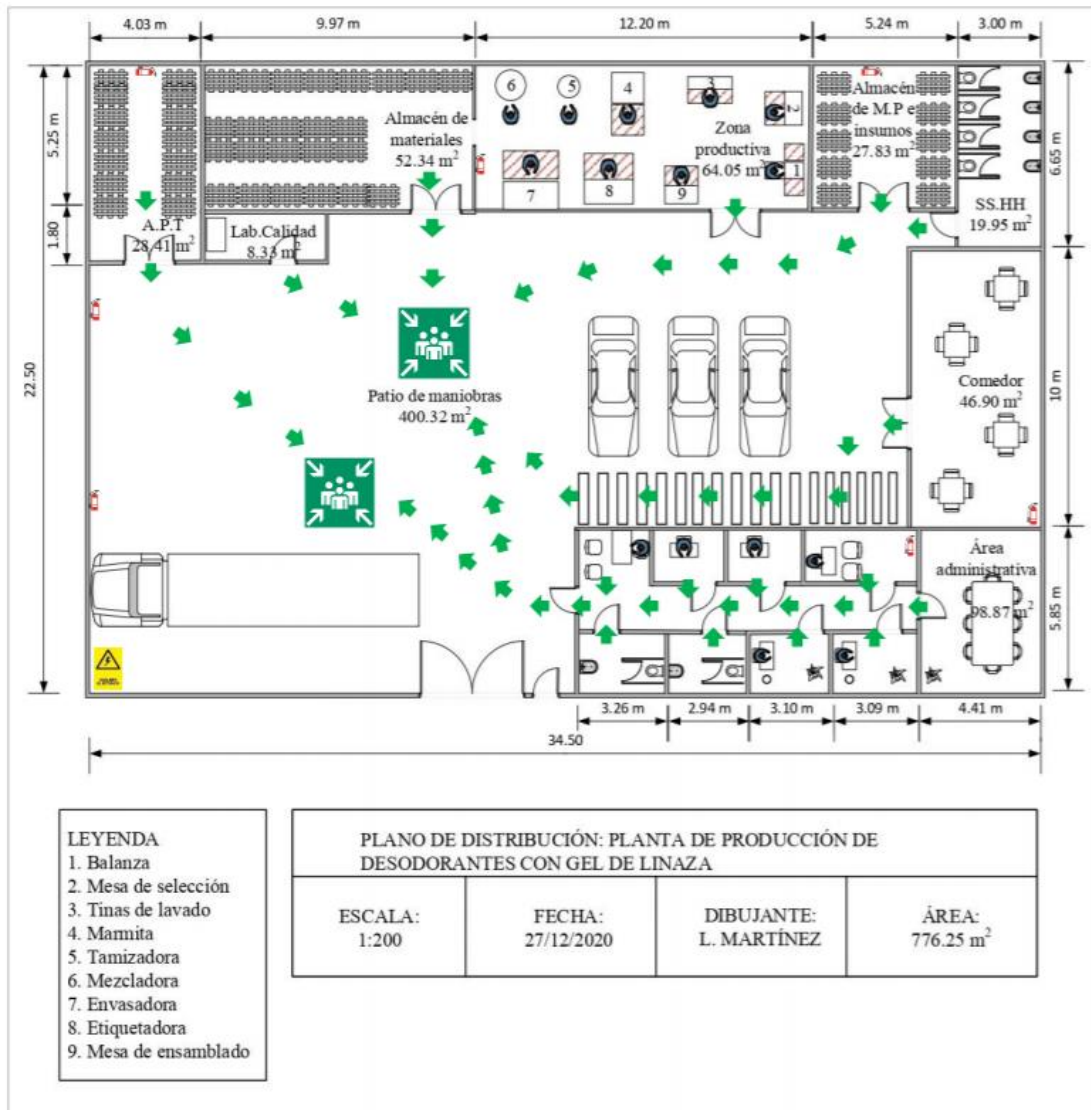 4.03 m
9.97 m
12.20 m
5.24 m
3.00 m
5.25 m
1.80
22.50
6.65 m
10 m
5.85 m
6
5
4
3
2
1
7
8
9
Almacén de
materiales
52.34 m²
Zona
productiva
64.05 m²
Almacén
de M.P e
insumos
27.83 m²
SS.HH
19.95 m²
A.P.T
28.41 m²
Lab.Calidad
8.33 m²
Patio de maniobras
400.32 m²
Comedor
46.90 m²
Área
administrativa
98.87 m²
3.26 m
2.94 m
3.10 m
3.09 m
4.41 m
34.50
LEYENDA
1. Balanza
2. Mesa de selección
3. Tinas de lavado
4. Marmita
5. Tamizadora
6. Mezcladora
7. Envasadora
8. Etiquetadora
9. Mesa de ensamblado
PLANO DE DISTRIBUCIÓN: PLANTA DE PRODUCCIÓN DE
DESODORANTES CON GEL DE LINAZA
ESCALA:
1:200
FECHA:
27/12/2020
DIBUJANTE:
L. MARTÍNEZ
ÁREA:
776.25 m²